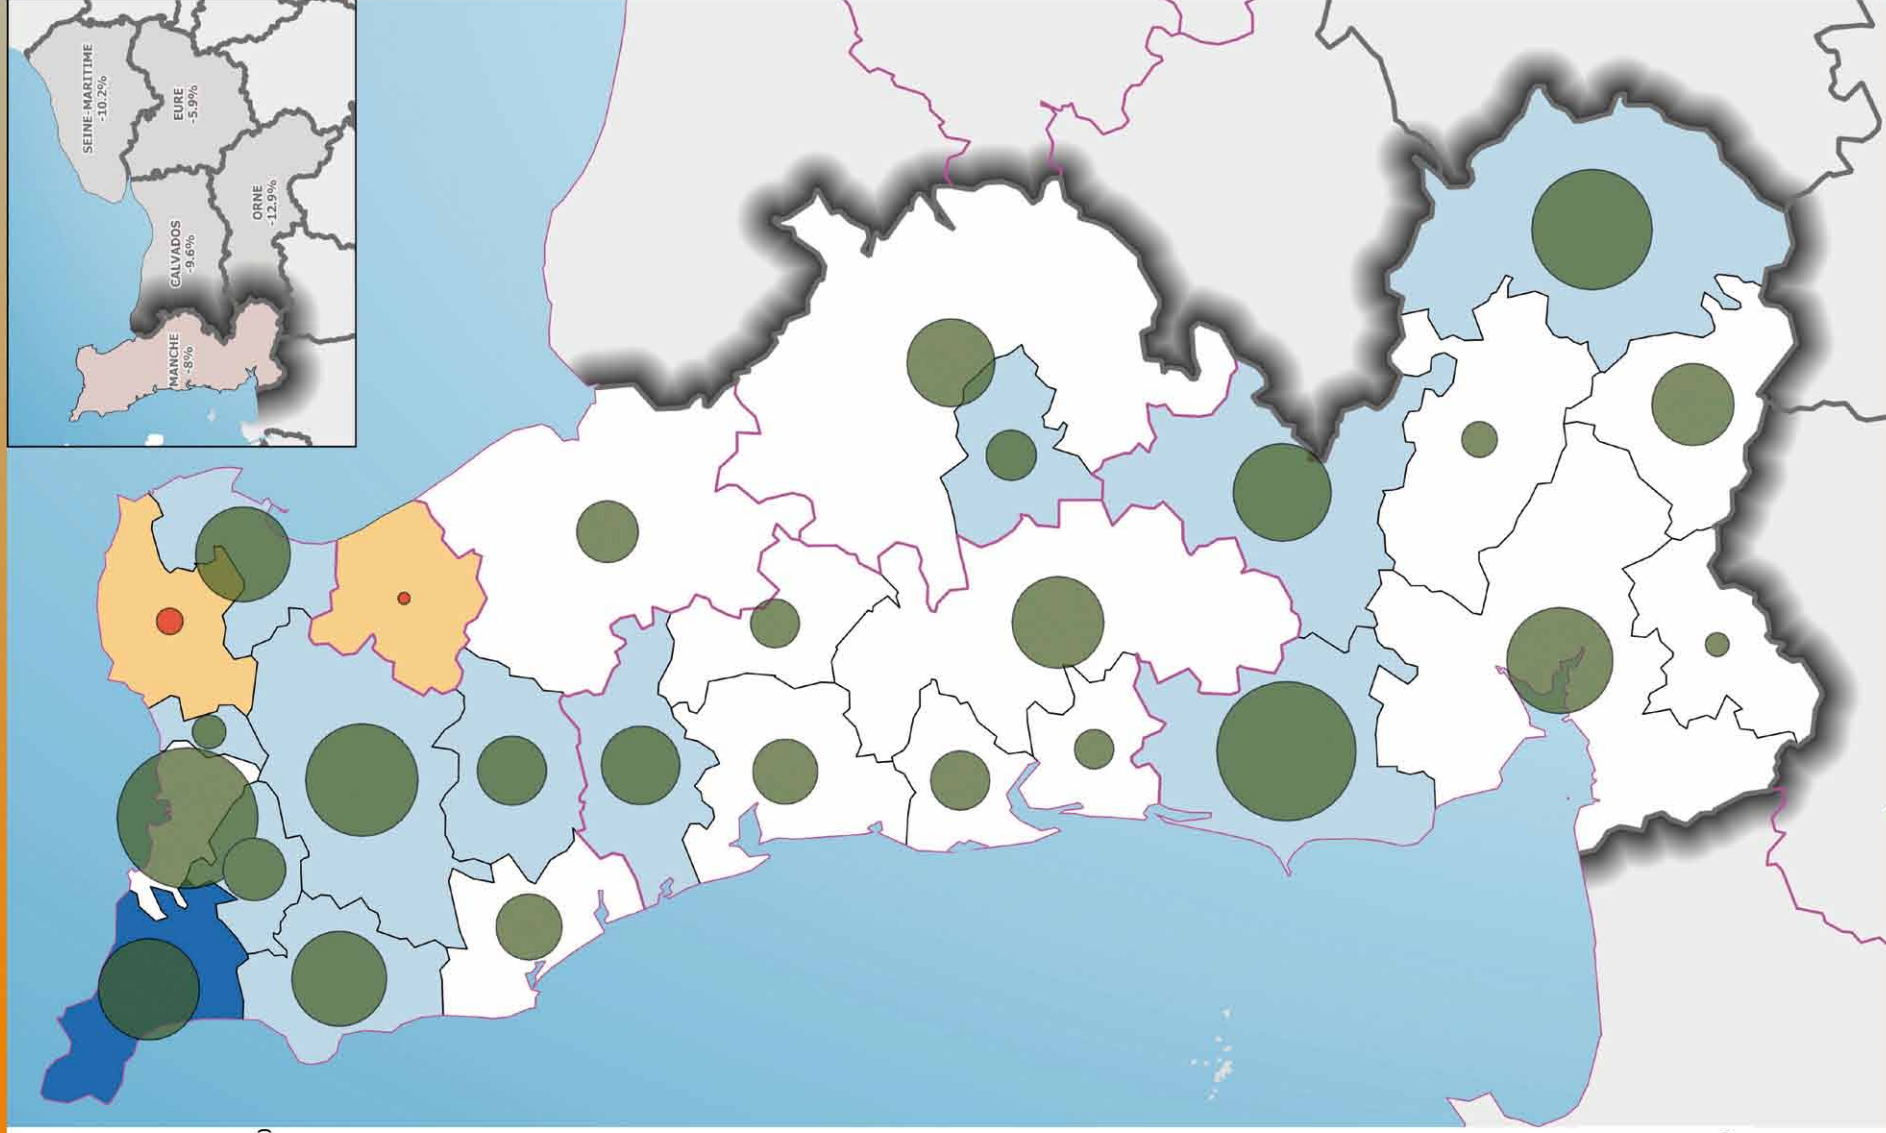 SEINE-MARITIME
-10.2%
EURE
-5.9%
CALVADOS
-9.6%
ORNE
-12.9%
MANCHE
-8%